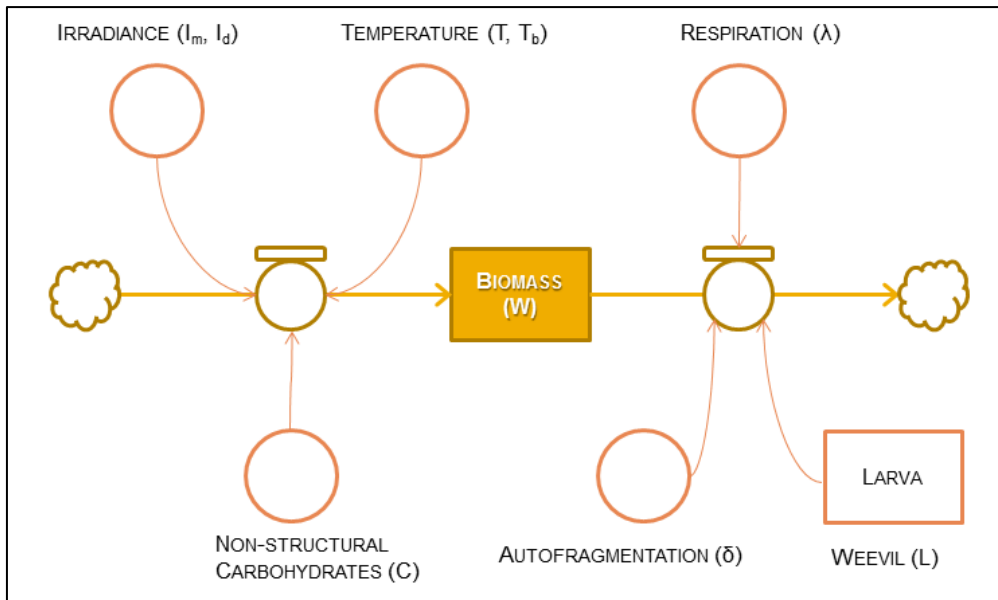 IRRADIANCE (Im, Id)
TEMPERATURE (T, Tb)
RESPIRATION (λ)
BIOMASS
(W)
LARVA
NON-STRUCTURAL
CARBOHYDRATES (C)
AUTOFRAGMENTATION (δ)
WEEVIL (L)